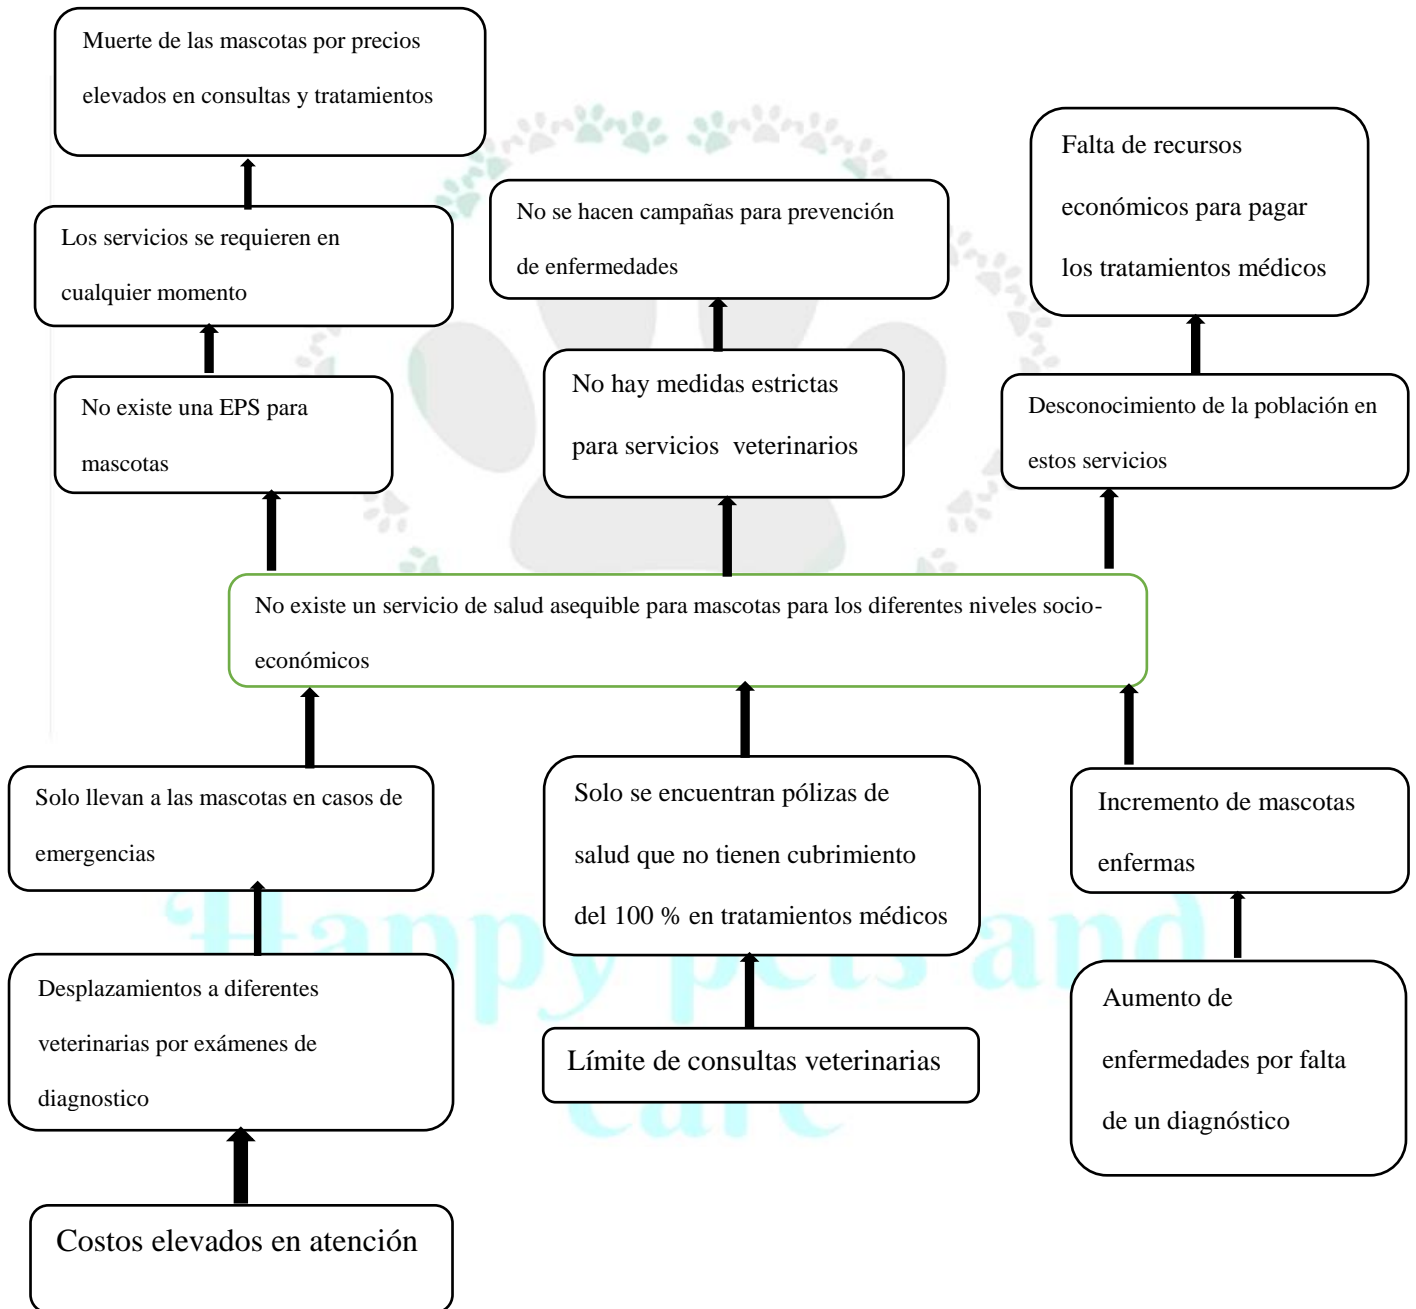 Muerte de las mascotas por precios
elevados en consultas y tratamientos
Falta de recursos
económicos para pagar
los tratamientos médicos
Los servicios se requieren en
cualquier momento
No se hacen campañas para prevención
de enfermedades
No existe una EPS para
mascotas
No hay medidas estrictas
para servicios  veterinarios
Desconocimiento de la población en
estos servicios
No existe un servicio de salud asequible para mascotas para los diferentes niveles socio-
económicos
Solo llevan a las mascotas en casos de
emergencias
Solo se encuentran pólizas de
salud que no tienen cubrimiento
del 100 % en tratamientos médicos
Incremento de mascotas
enfermas
Happy pets and
care
Desplazamientos a diferentes
veterinarias por exámenes de
diagnostico
Límite de consultas veterinarias
Aumento de
enfermedades por falta
de un diagnóstico
Costos elevados en atención